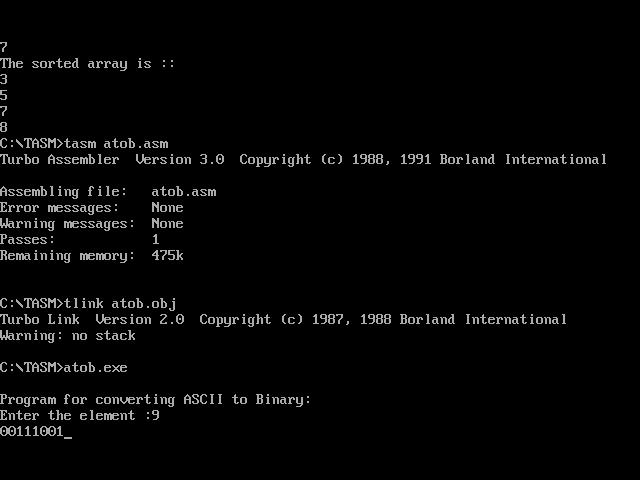 7
The sorted array is ::
3
5
7
8
C:\TASM>tasm atob.asm
Turbo Assembler  Version 3.0  Copyright (c) 1988, 1991 Borland International
Assembling file:   atob.asm
Error messages:    None
Warning messages:  None
Passes:            1
Remaining memory:  475k
C:\TASM>tlink atob.obj
Turbo Link  Version 2.0  Copyright (c) 1987, 1988 Borland International
Warning: no stack
C:\TASM>atob.exe
Program for converting ASCII to Binary:
Enter the element :9
00111001_